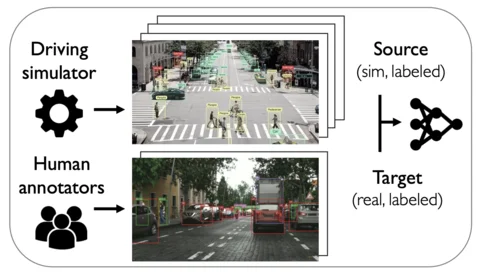 Driving
simulator
Human
annotators
Source
(sim, labeled)
Target
(real, labeled)